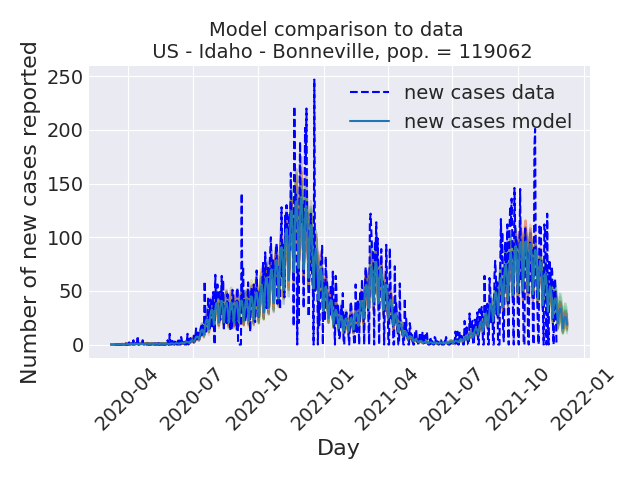 Model comparison to data
US - Idaho - Bonneville, pop. = 119062
Number of new cases reported
250
200
150
100
50
0
new cases data
new cases model
2020-04
2020-07
2020-10
2021-01
2021-04
2021-07
2021-10
2022-01
Day